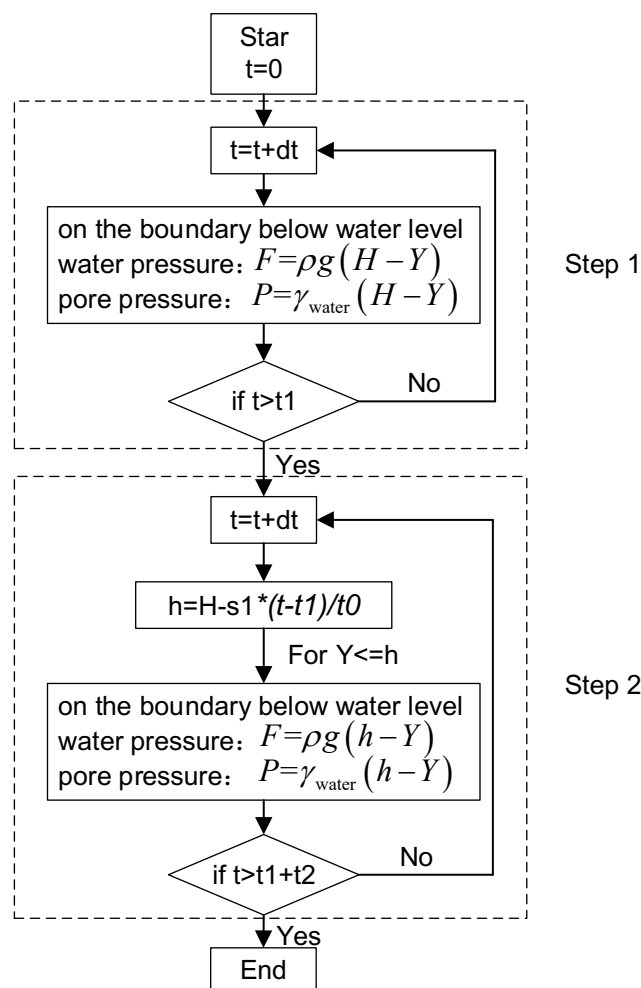 Star
t=0
t=t+dt
on the boundary below water level
water pressure：F=ρg(H−Y)
pore pressure：P=γwater(H−Y)
Step 1
if t>t1
No
Yes
t=t+dt
h=H-s1*(t-t1)/t0
For Y<=h
on the boundary below water level
water pressure：F=ρg(h−Y)
pore pressure：P=γwater(h−Y)
Step 2
if t>t1+t2
No
Yes
End